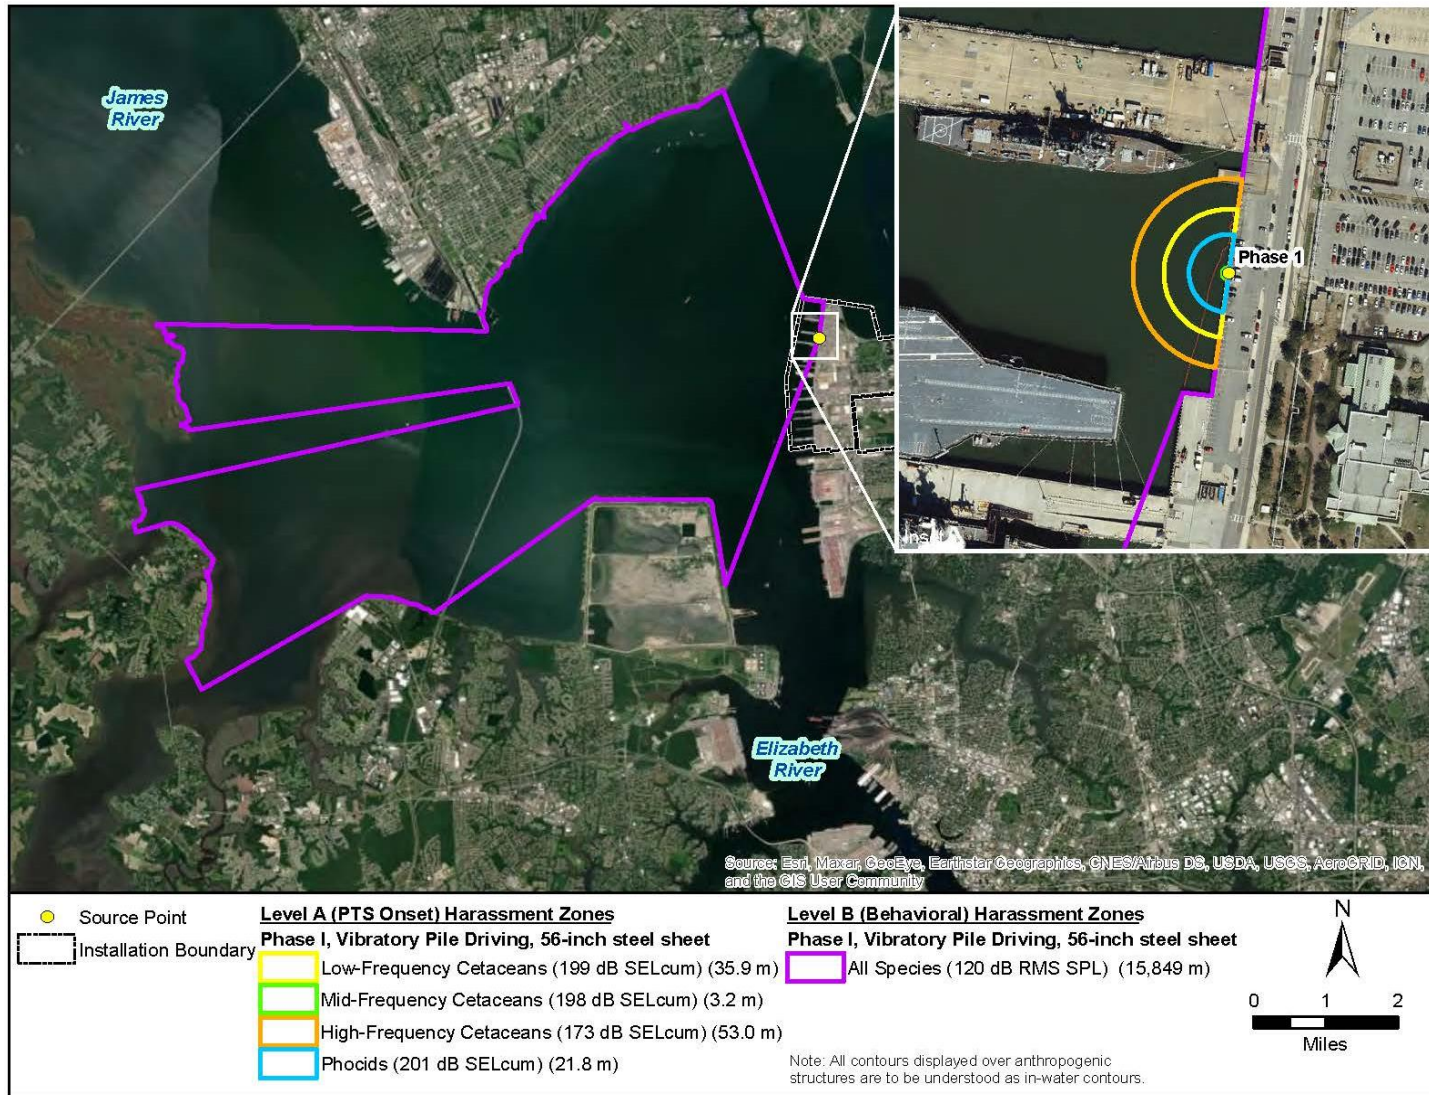 James
River
Phase 1
Elizabeth
River
Source: Esri, Maxar, GeoEye, Earthstar Geographics, CNES/Airbus DS, USDA, USGS, AeroGRID, IGN,
and the GIS User Community
Source Point
Installation Boundary
Level A (PTS Onset) Harassment Zones
Phase I, Vibratory Pile Driving, 56-inch steel sheet
Low-Frequency Cetaceans (199 dB SELcum) (35.9 m)
Mid-Frequency Cetaceans (198 dB SELcum) (3.2 m)
High-Frequency Cetaceans (173 dB SELcum) (53.0 m)
Phocids (201 dB SELcum) (21.8 m)
Level B (Behavioral) Harassment Zones
Phase I, Vibratory Pile Driving, 56-inch steel sheet
All Species (120 dB RMS SPL) (15,849 m)
Note: All contours displayed over anthropogenic
structures are to be understood as in-water contours.
N
0 1 2
Miles